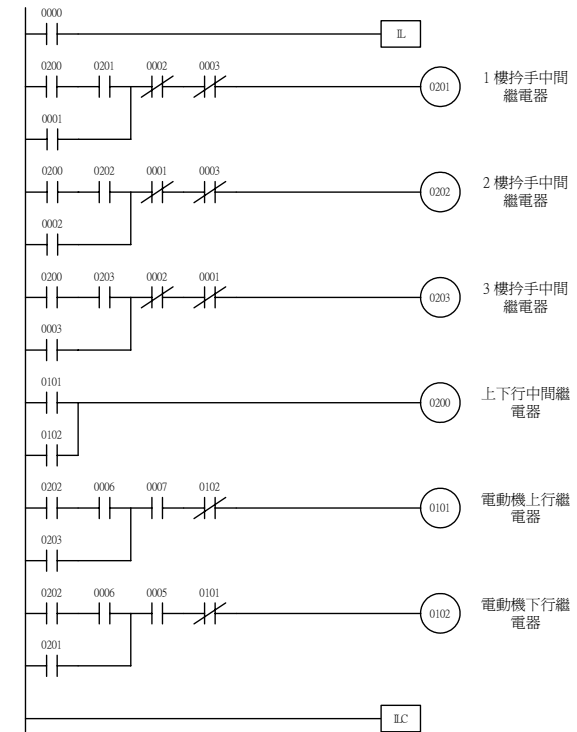 0000
IL
0200 0201 0002 0003
0201
1樓拎手中間
繼電器
0001
0200 0202 0001 0003
0202
2樓拎手中間
繼電器
0002
0200 0203 0002 0001
0203
3樓拎手中間
繼電器
0003
0101
0200
上下行中間繼
電器
0102
0202 0006 0007 0102
0101
電動機上行繼
電器
0203
0202 0006 0005 0101
0102
電動機下行繼
電器
0201
ILC